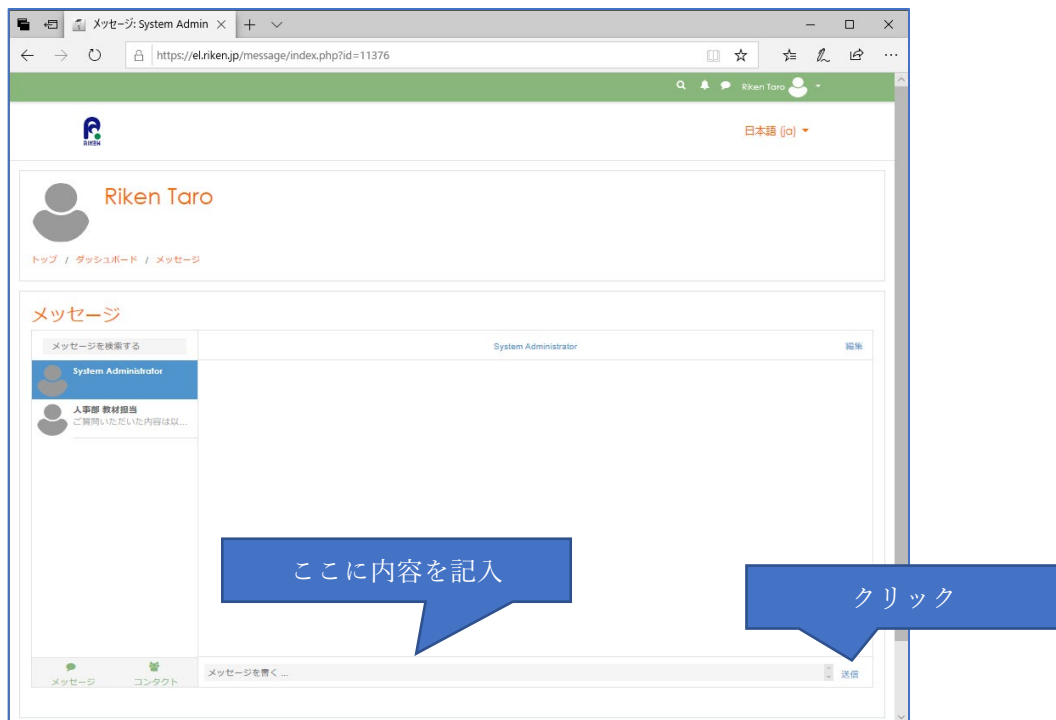 メッセージ: System Admin
https://el.riken.jp/message/index.php?id=11376
Riken Taro
RIKEN
日本語 (ja)
Riken Taro
トップ / ダッシュボード / メッセージ
メッセージ
メッセージを検索する
System Administrator
編集
System Administrator
人事部 教材担当
ご質問いただいた内容は以...
ここに内容を記入
クリック
メッセージ
コンタクト
メッセージを書く ...
送信